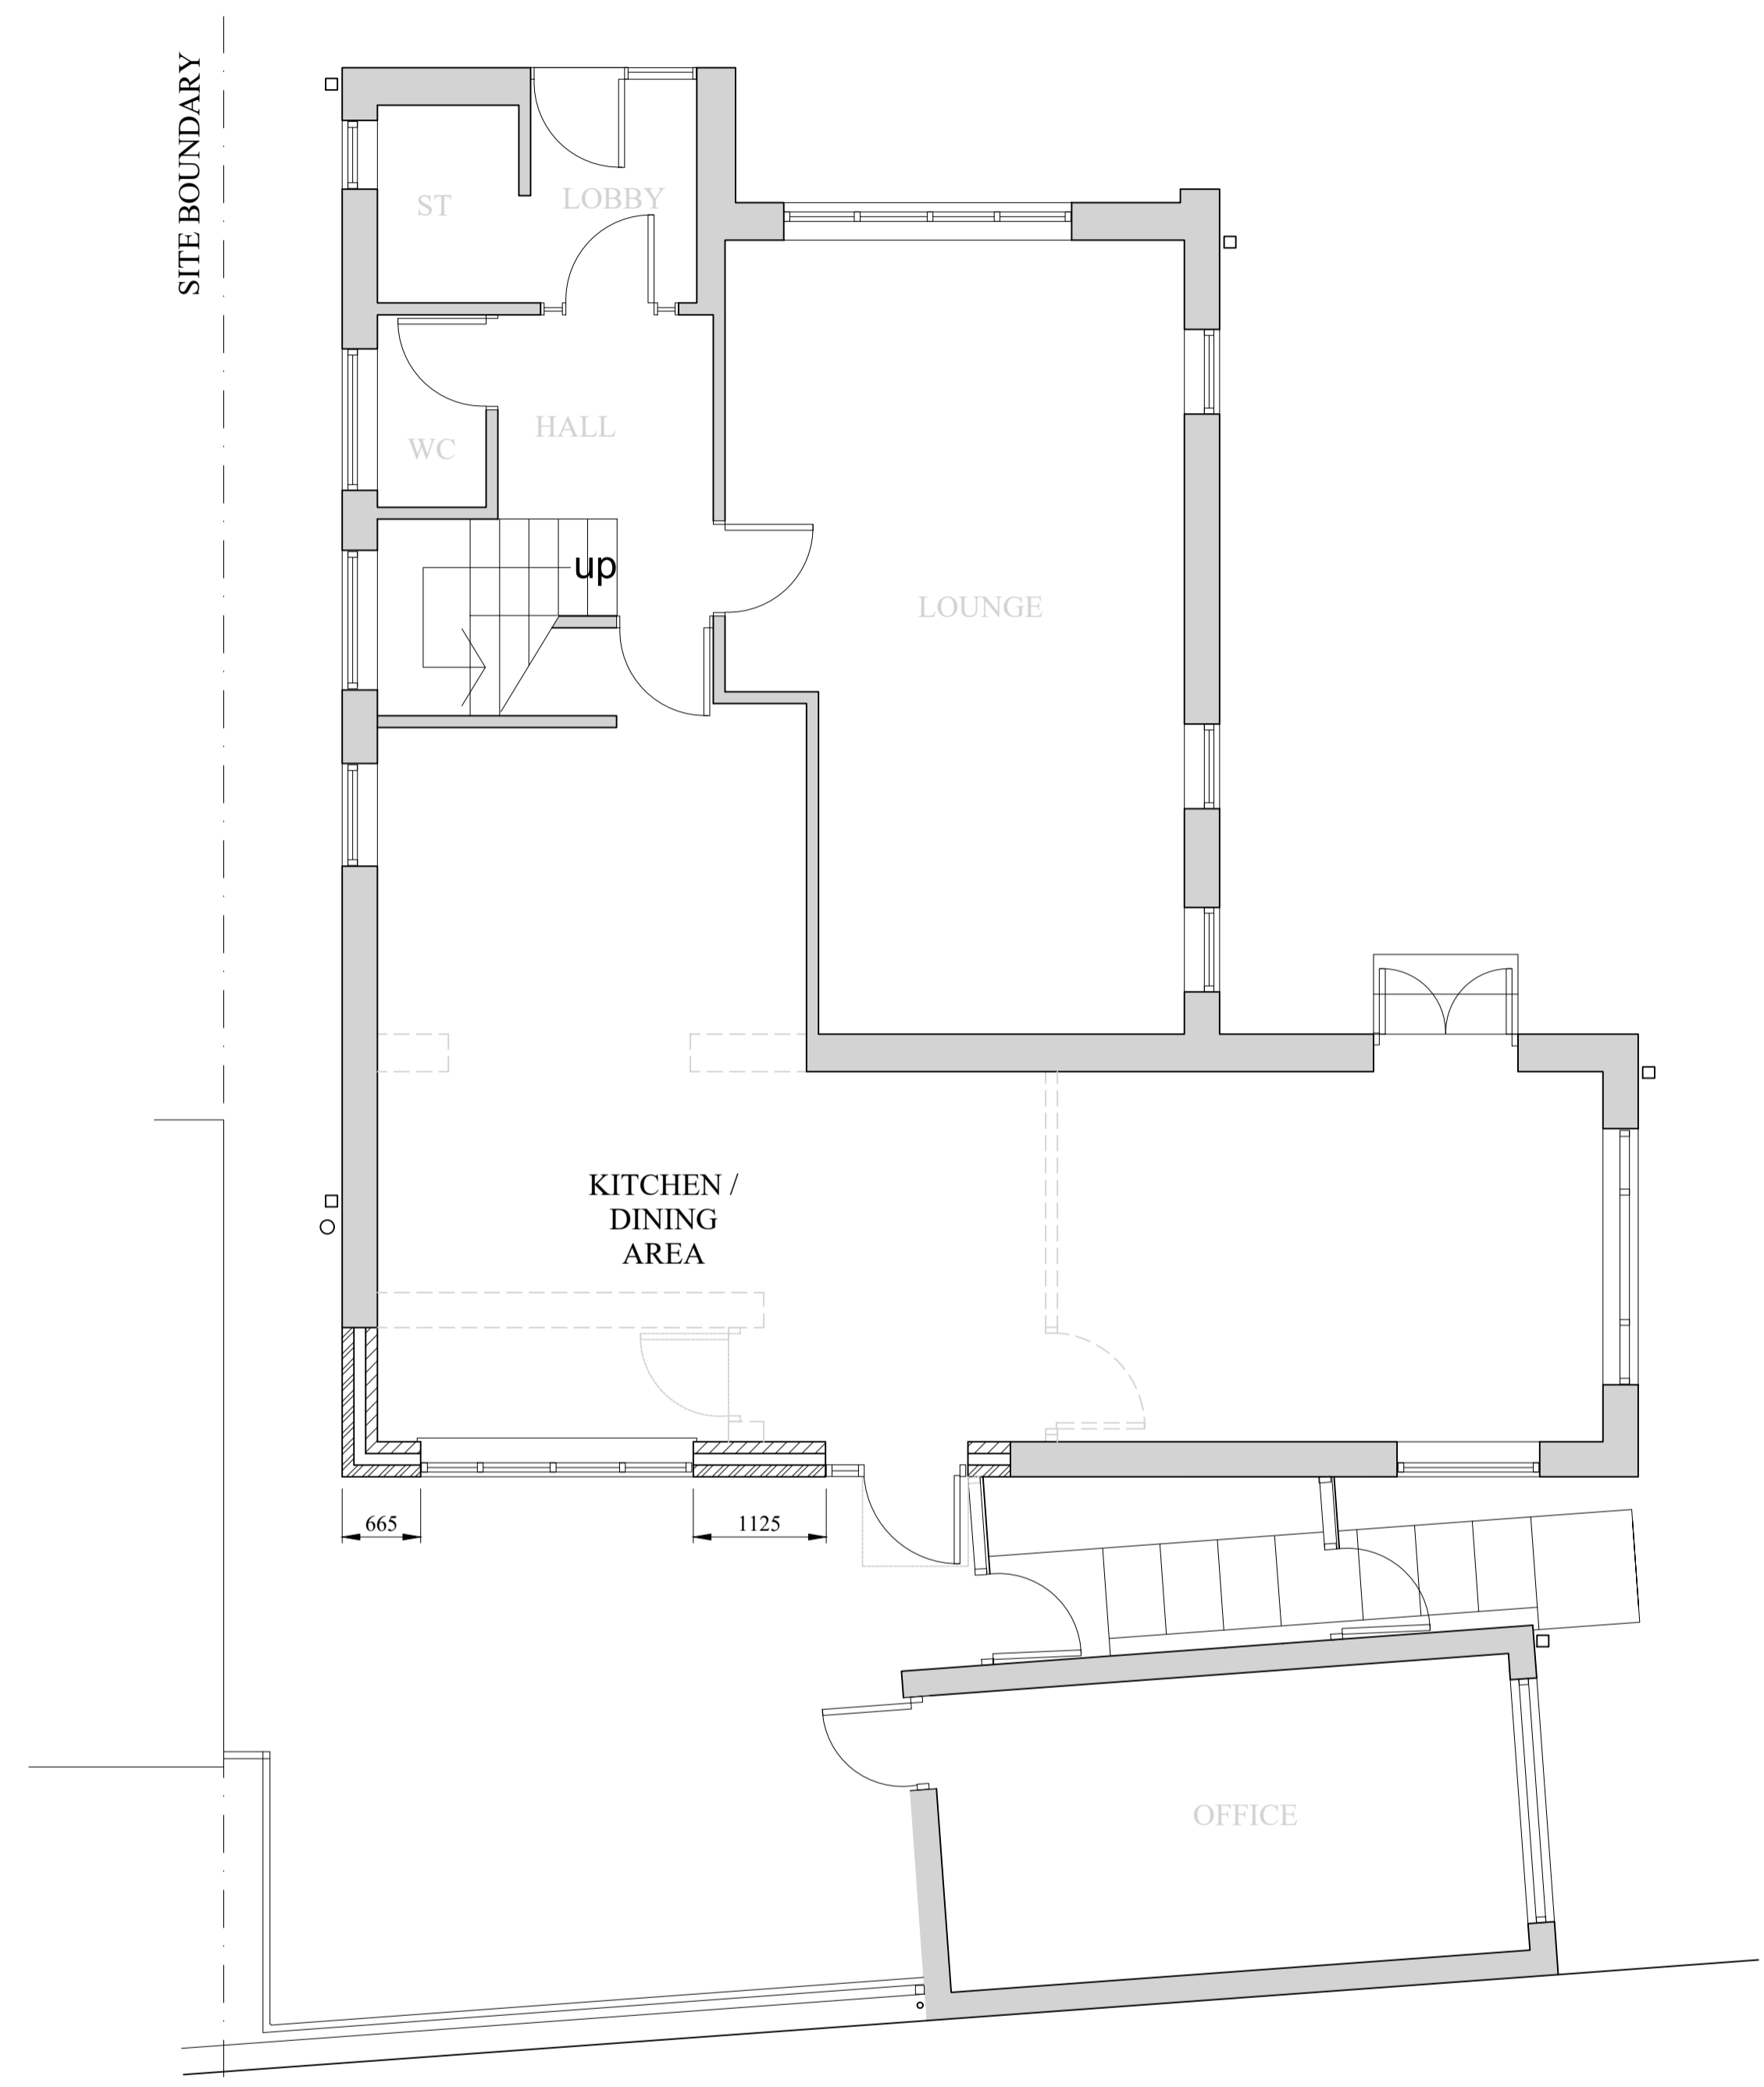 SITE BOUNDARY
ST
LOBBY
HALL
WC
up
LOUNGE
KITCHEN /
DINING
AREA
665
1125
OFFICE